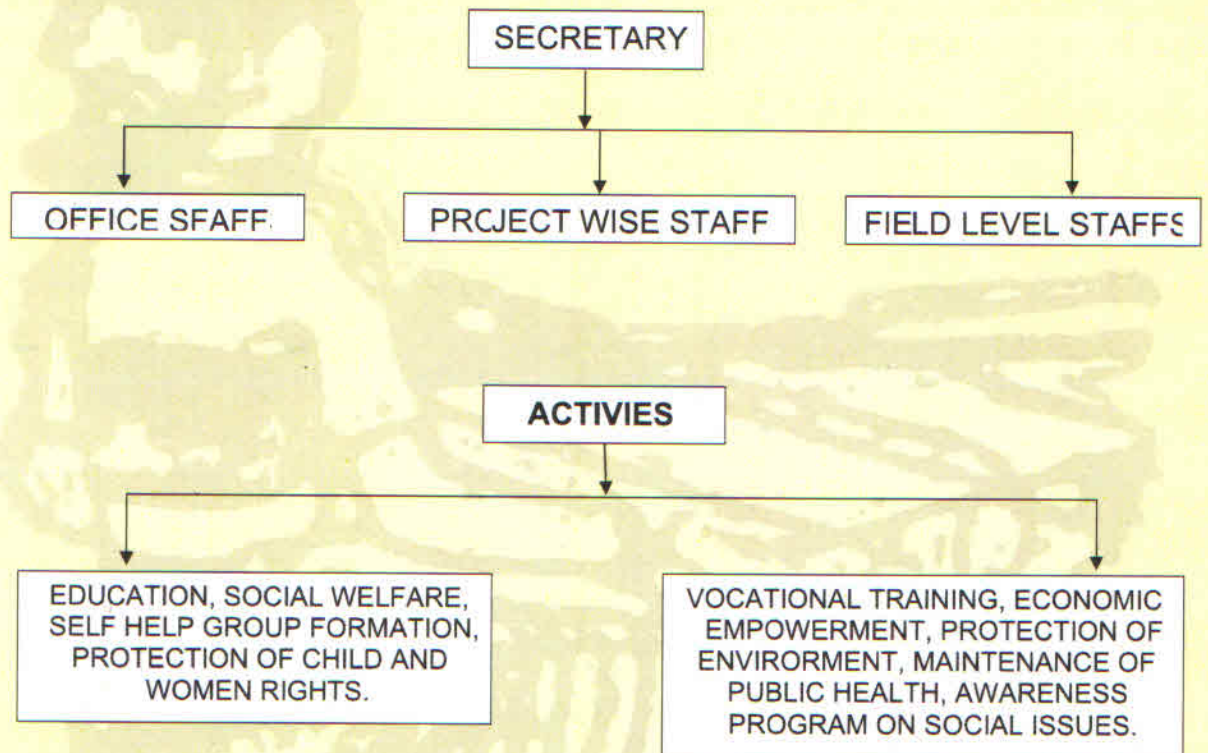 SECRETARY
OFFICE SFAFF
PROJECT WISE STAFF
FIELD LEVEL STAFFS
ACTIVIES
EDUCATION, SOCIAL WELFARE,
SELF HELP GROUP FORMATION,
PROTECTION OF CHILD AND
WOMEN RIGHTS.
VOCATIONAL TRAINING, ECONOMIC
EMPOWERMENT, PROTECTION OF
ENVIRORMENT, MAINTENANCE OF
PUBLIC HEALTH, AWARENESS
PROGRAM ON SOCIAL ISSUES.